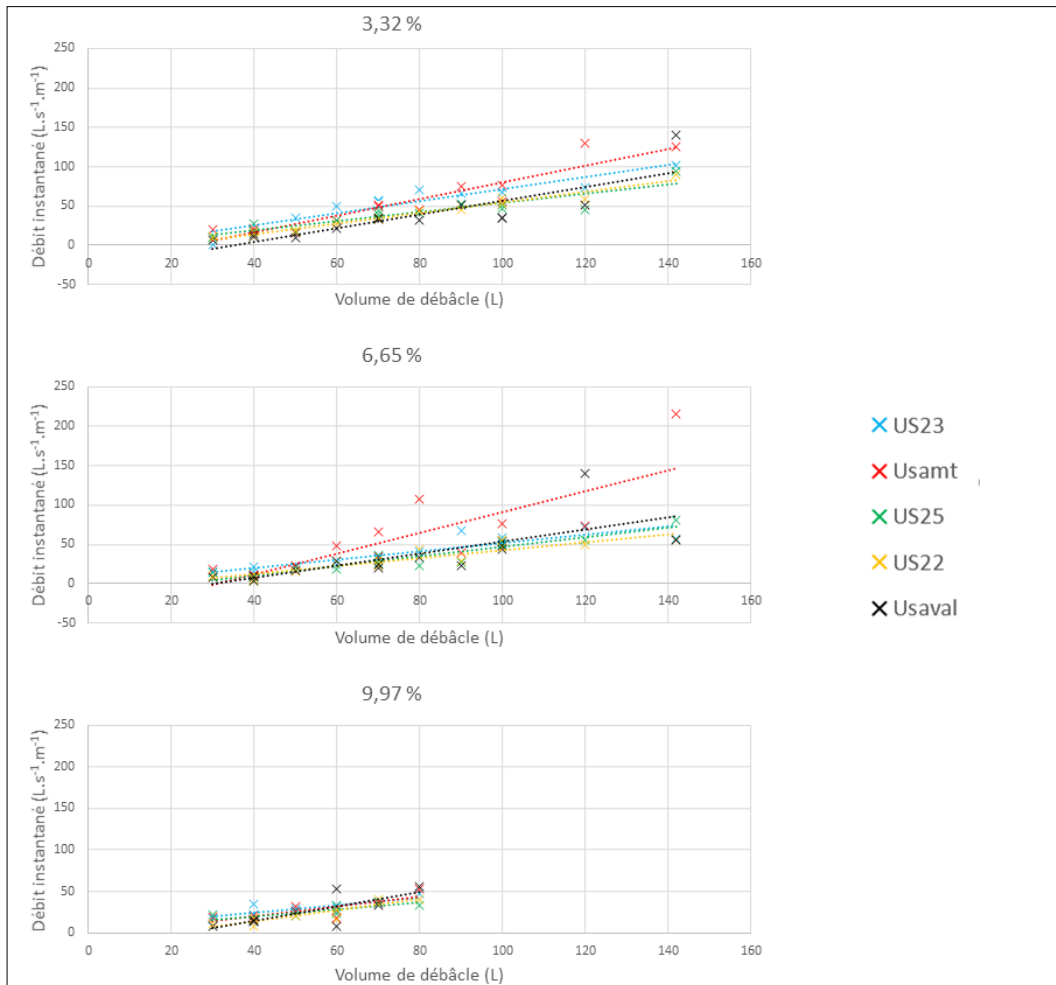 3,32 %
250
200
150
100
50
0
-50
0 20 40 60 80 100 120 140 160
Débit instantané (L.s⁻¹.m⁻¹)
Volume de débâcle (L)
6,65 %
250
200
150
100
50
0
-50
0 20 40 60 80 100 120 140 160
Débit instantané (L.s⁻¹.m⁻¹)
Volume de débâcle (L)
US23
Usamt
US25
US22
Usaval
9,97 %
250
200
150
100
50
0
0 20 40 60 80 100 120 140 160
Débit instantané (L.s⁻¹.m⁻¹)
Volume de débâcle (L)